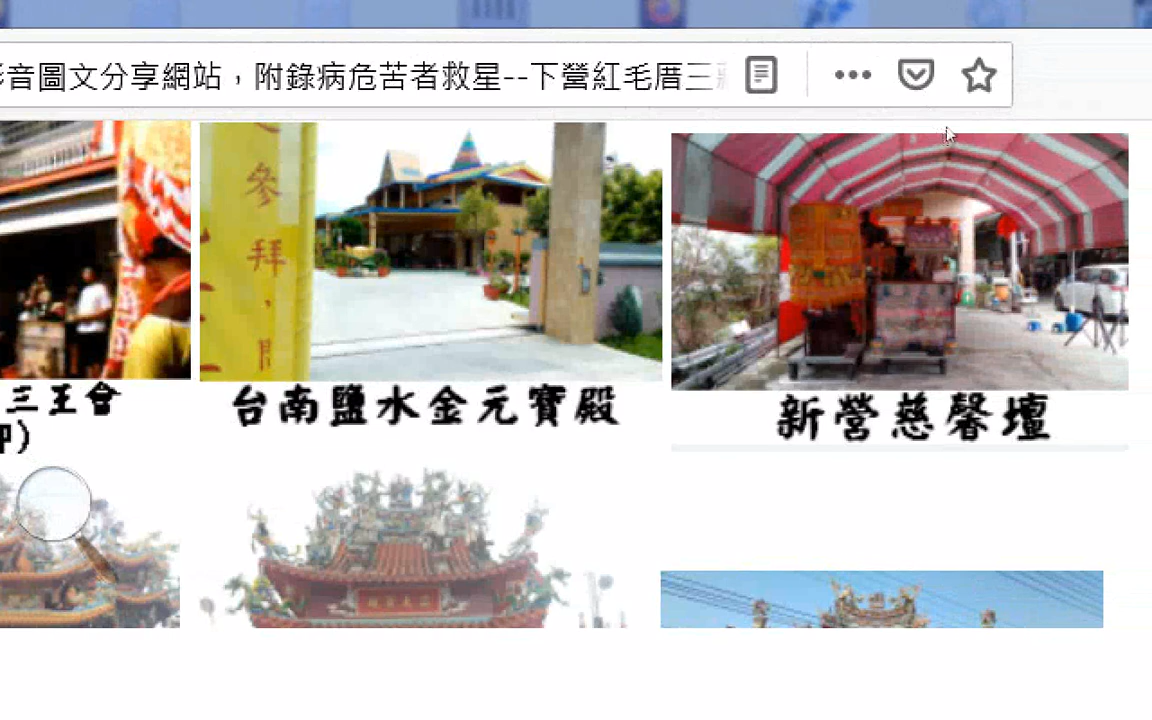 音圖文分享網站，附錄病危苦者救星--下營紅毛厝三
參
拜
，
三王會
台南鹽水金元寶殿
新營慈馨壇